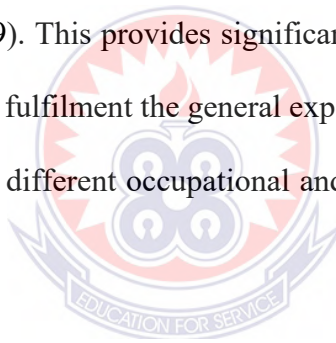 9). This provides significan
fulfilment the general exp
different occupational and
EDUCATION FOR SERVICE